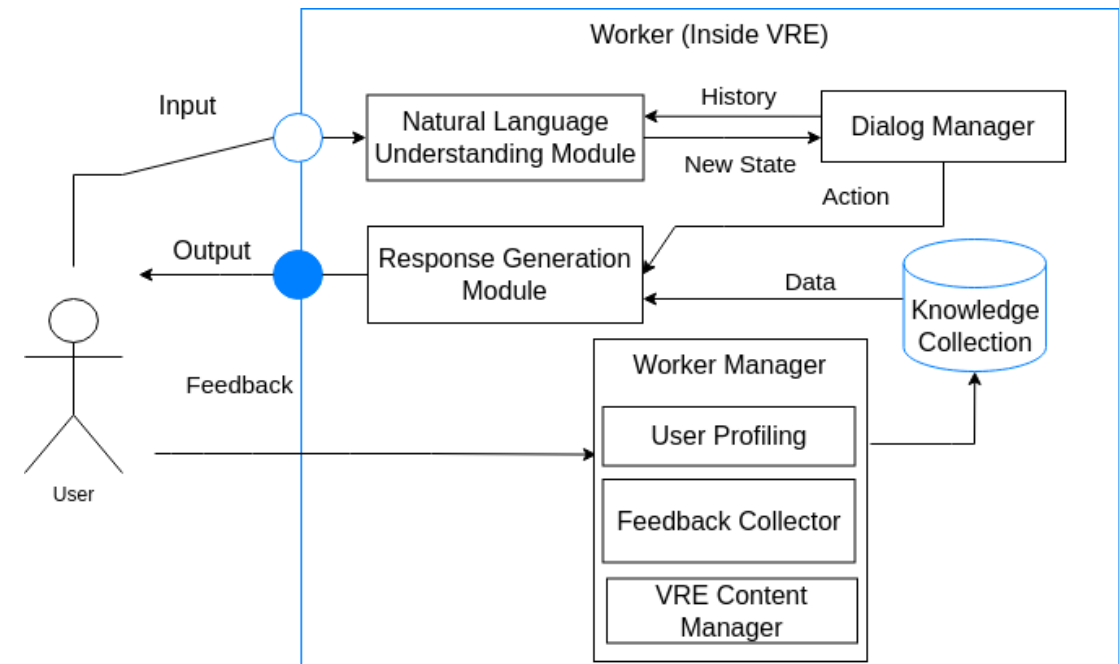 Worker (Inside VRE)
Input
History
Natural Language
Understanding Module
Dialog Manager
New State
Action
Output
Response Generation
Module
Data
Knowledge
Collection
Worker Manager
Feedback
User Profiling
User
Feedback Collector
VRE Content
Manager